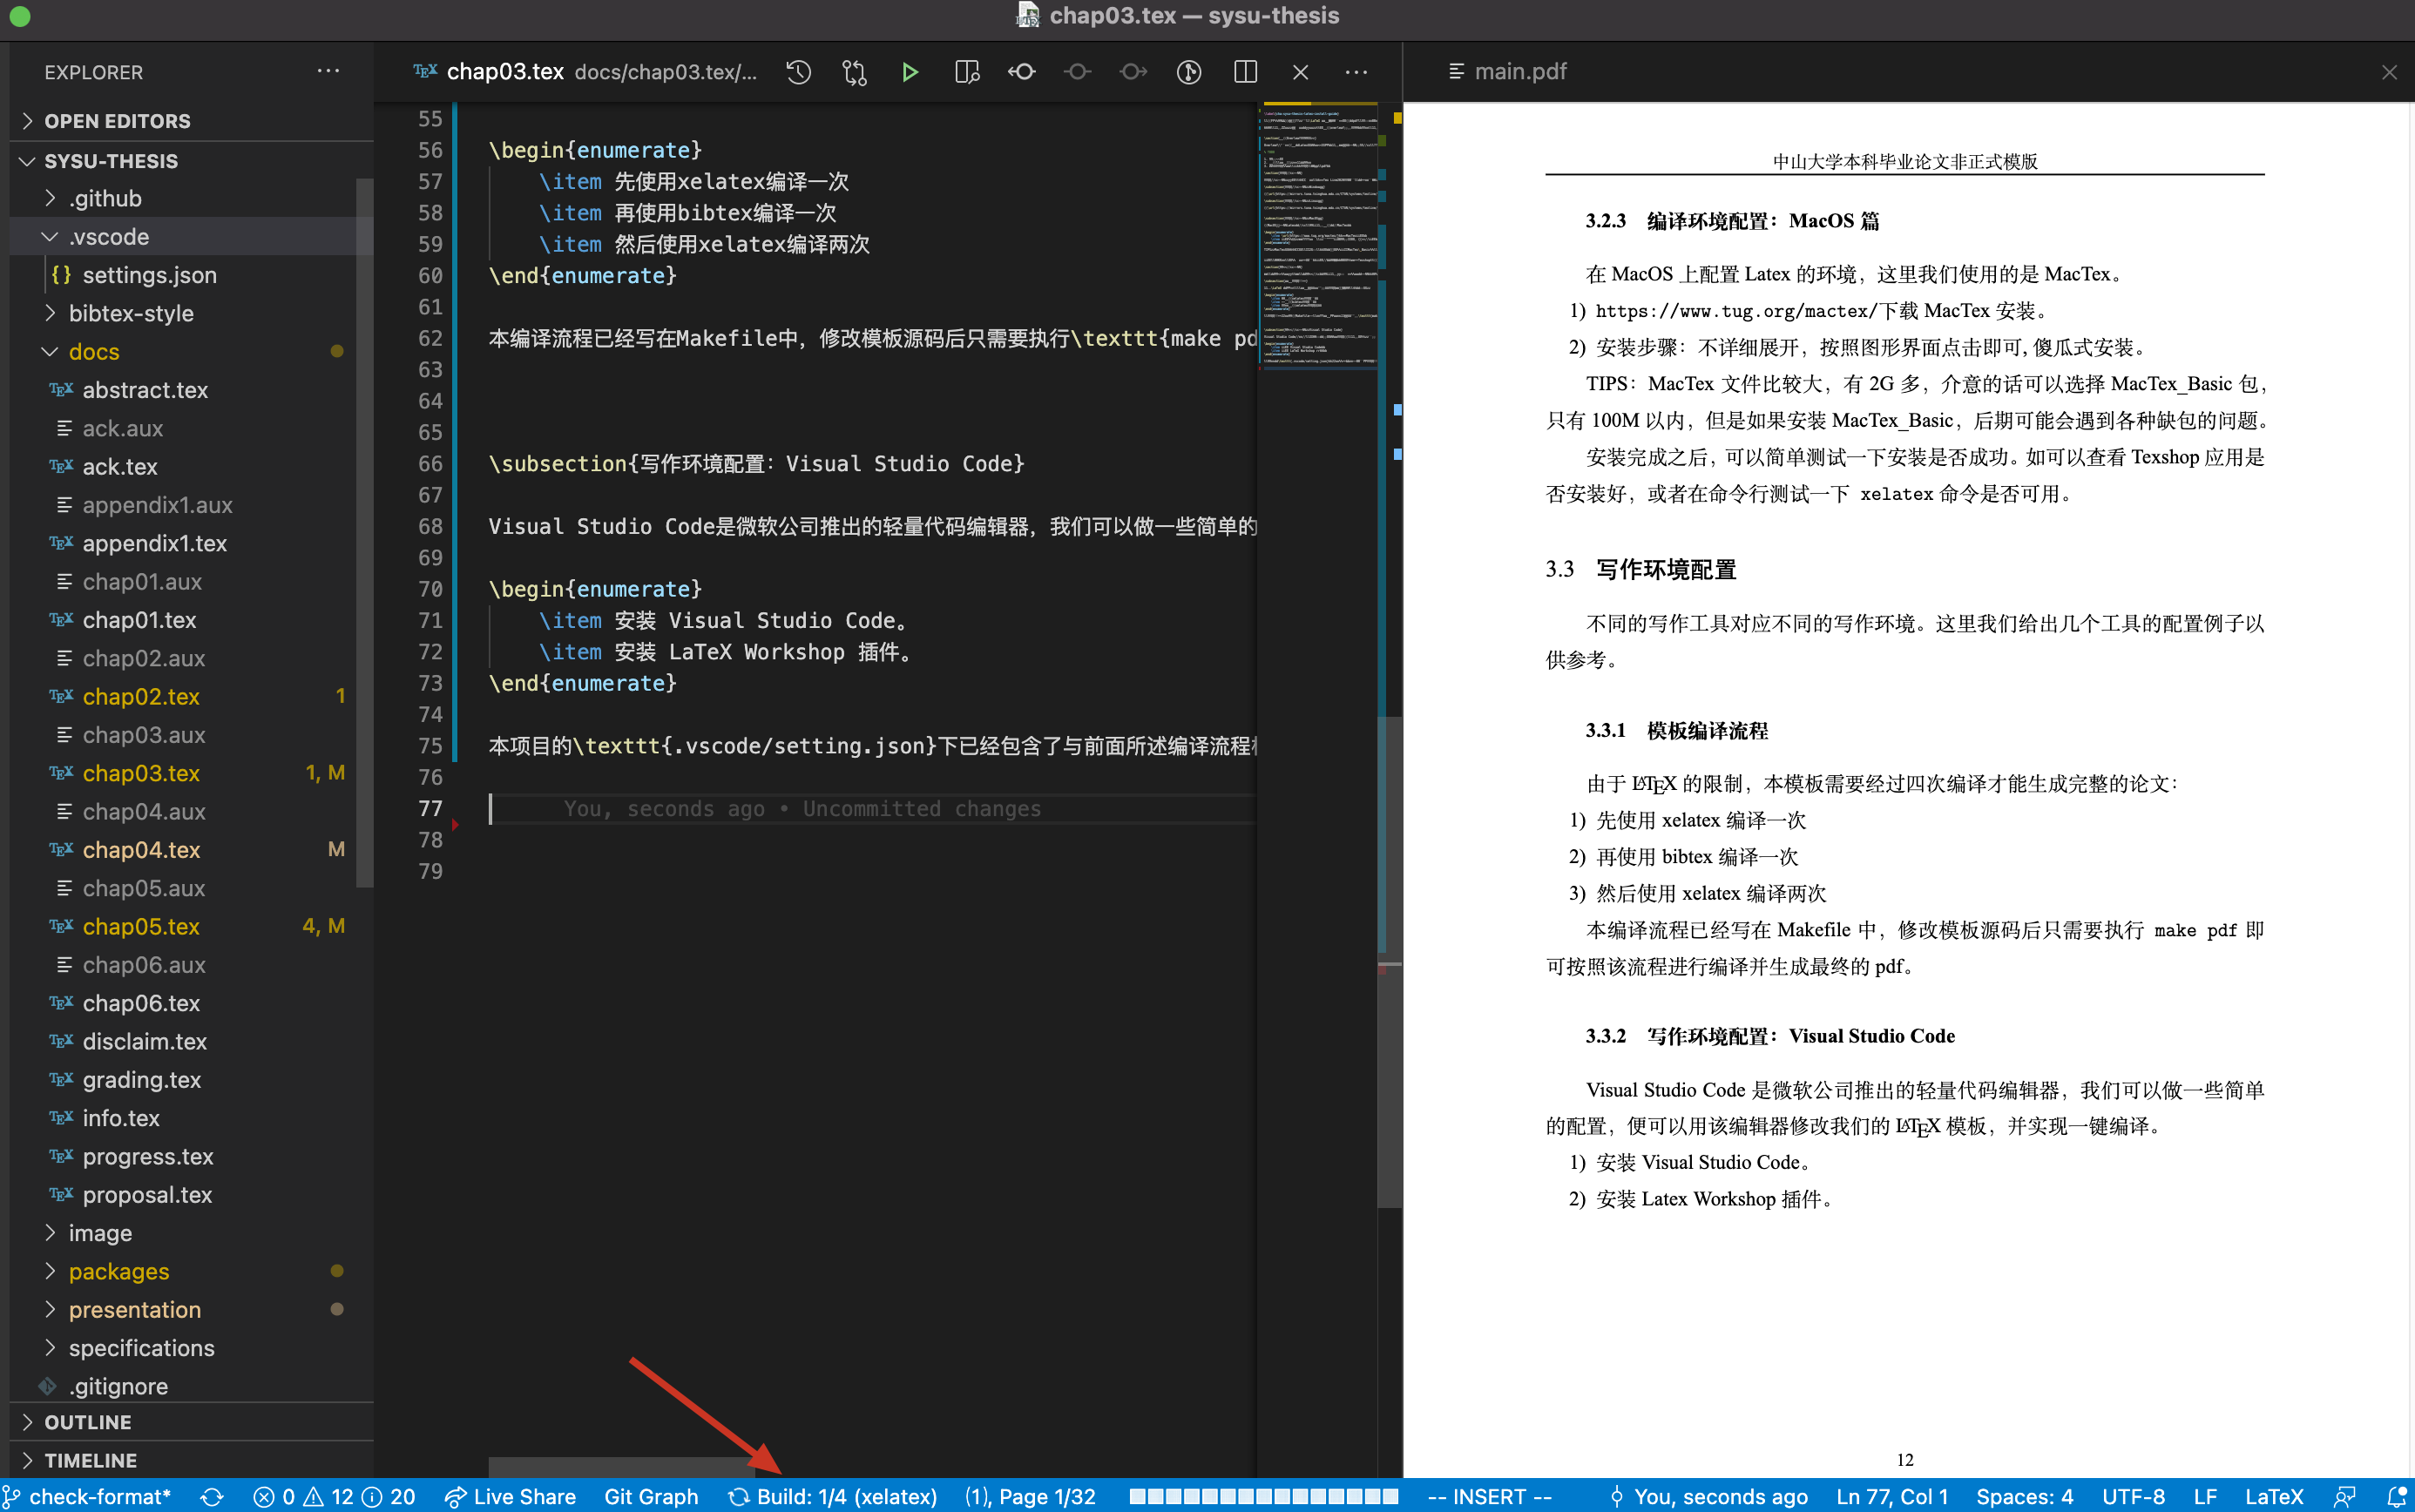 chap03.tex — sysu-thesis
EXPLORER
OPEN EDITORS
SYSU-THESIS
.github
.vscode
{} settings.json
bibtex-style
docs
TEX abstract.tex
ack.aux
TEX ack.tex
appendix1.aux
TEX appendix1.tex
chap01.aux
TEX chap01.tex
chap02.aux
TEX chap02.tex 1
chap03.aux
TEX chap03.tex 1, M
chap04.aux
TEX chap04.tex M
chap05.aux
TEX chap05.tex 4, M
chap06.aux
TEX chap06.tex
TEX disclaim.tex
TEX grading.tex
TEX info.tex
TEX progress.tex
TEX proposal.tex
image
packages
presentation
specifications
.gitignore
OUTLINE
TIMELINE
TEX chap03.tex docs/chap03.tex/...
55
56 \begin{enumerate}
57 \item 先使用xelatex编译一次
58 \item 再使用bibtex编译一次
59 \item 然后使用xelatex编译两次
60 \end{enumerate}
61
62 本编译流程已经写在Makefile中，修改模板源码后只需要执行\texttt{make pd
63
64
65
66 \subsection{写作环境配置：Visual Studio Code}
67
68 Visual Studio Code是微软公司推出的轻量代码编辑器，我们可以做一些简单的
69
70 \begin{enumerate}
71 \item 安装 Visual Studio Code。
72 \item 安装 LaTeX Workshop 插件。
73 \end{enumerate}
74
75 本项目的\texttt{.vscode/setting.json}下已经包含了与前面所述编译流程
76
77 You, seconds ago • Uncommitted changes
78
79
main.pdf
中山大学本科毕业论文非正式模版
3.2.3 编译环境配置：MacOS 篇
在 MacOS 上配置 Latex 的环境，这里我们使用的是 MacTex。
1) https://www.tug.org/mactex/下载 MacTex 安装。
2) 安装步骤：不详细展开，按照图形界面点击即可, 傻瓜式安装。
TIPS：MacTex 文件比较大，有 2G 多，介意的话可以选择 MacTex_Basic 包，
只有 100M 以内，但是如果安装 MacTex_Basic，后期可能会遇到各种缺包的问题。
安装完成之后，可以简单测试一下安装是否成功。如可以查看 Texshop 应用是
否安装好，或者在命令行测试一下 xelatex 命令是否可用。
3.3 写作环境配置
不同的写作工具对应不同的写作环境。这里我们给出几个工具的配置例子以
供参考。
3.3.1 模板编译流程
由于 LATEX 的限制，本模板需要经过四次编译才能生成完整的论文：
1) 先使用 xelatex 编译一次
2) 再使用 bibtex 编译一次
3) 然后使用 xelatex 编译两次
本编译流程已经写在 Makefile 中，修改模板源码后只需要执行 make pdf 即
可按照该流程进行编译并生成最终的 pdf。
3.3.2 写作环境配置：Visual Studio Code
Visual Studio Code 是微软公司推出的轻量代码编辑器，我们可以做一些简单
的配置，便可以用该编辑器修改我们的 LATEX 模板，并实现一键编译。
1) 安装 Visual Studio Code。
2) 安装 Latex Workshop 插件。
12
check-format* 0 12 20 Live Share Git Graph Build: 1/4 (xelatex) (1), Page 1/32 -- INSERT -- You, seconds ago Ln 77, Col 1 Spaces: 4 UTF-8 LF LaTeX